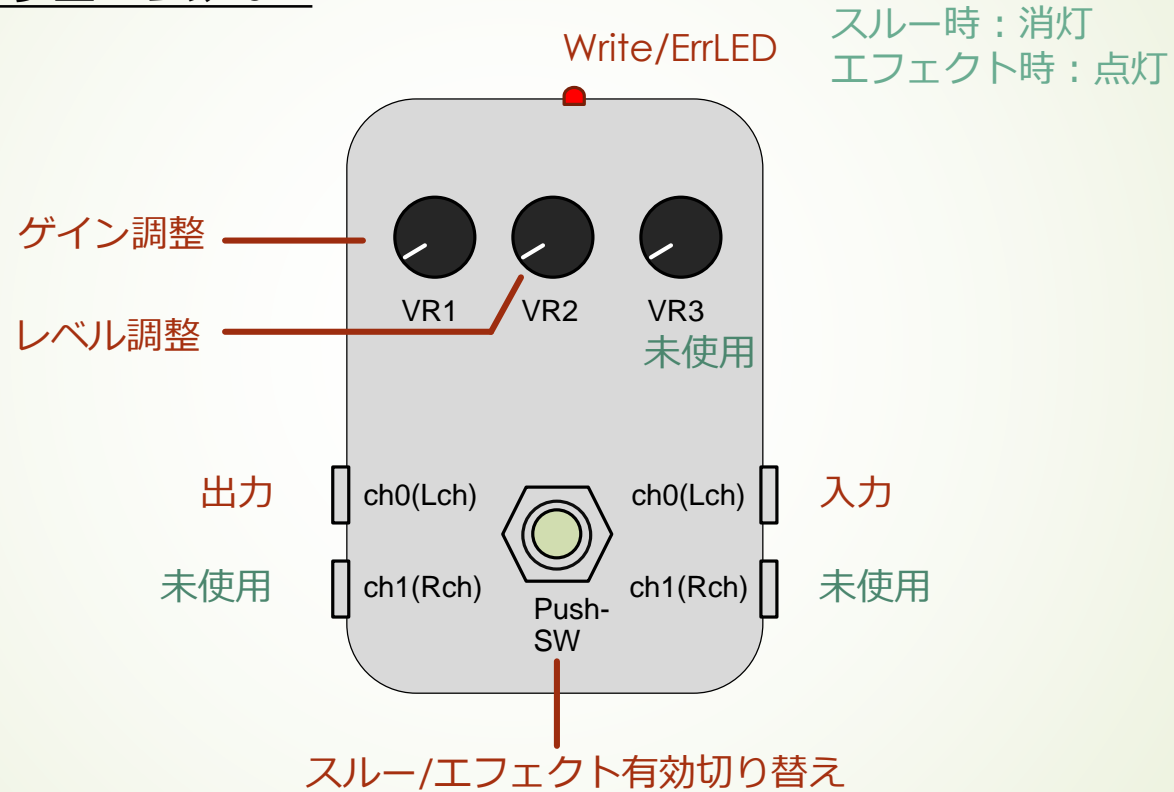 Write/ErrLED
スルー時：消灯
エフェクト時：点灯
ゲイン調整
レベル調整
VR1
VR2
VR3
未使用
出力
ch0(Lch)
ch0(Lch)
入力
未使用
ch1(Rch)
Push-
SW
ch1(Rch)
未使用
スルー/エフェクト有効切り替え